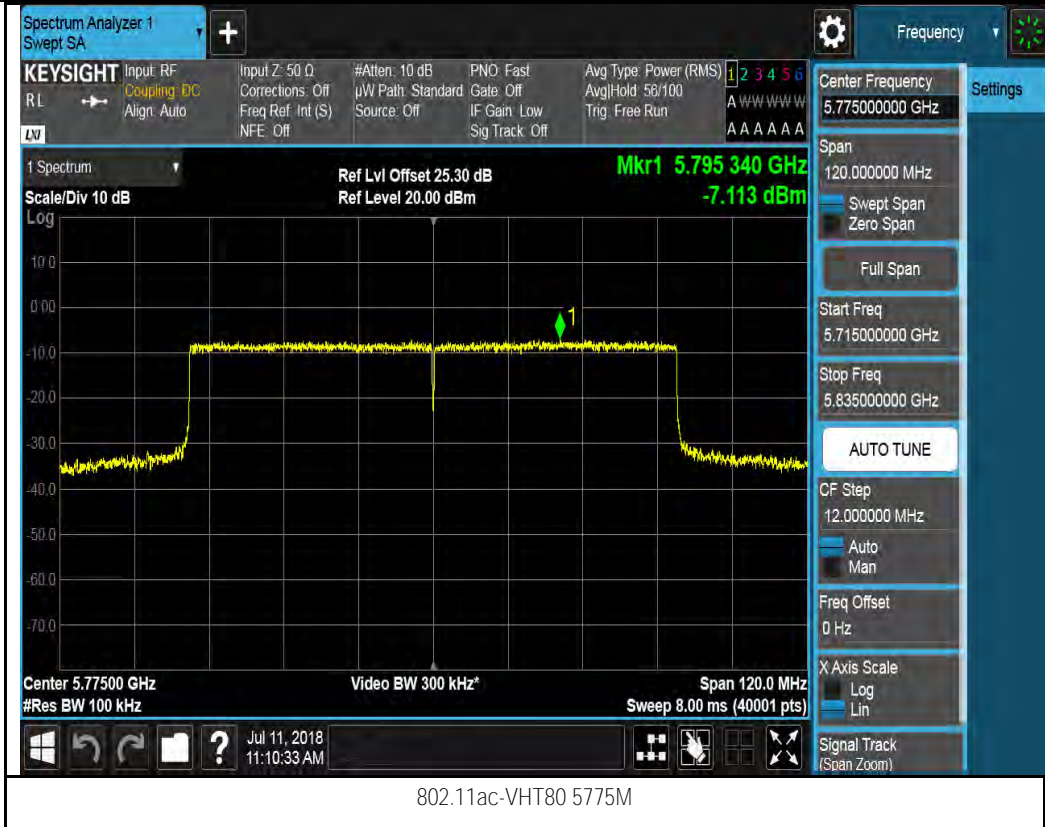 Spectrum Analyzer 1
Swept SA
+
Frequency
KEYSIGHT
RL
LXI
Input: RF
Coupling: DC
Align: Auto
Input Z: 50 Ω
Corrections: Off
Freq Ref: Int (S)
NFE: Off
#Atten: 10 dB
µW Path: Standard
Source: Off
PNO: Fast
Gate: Off
IF Gain: Low
Sig Track: Off
Avg Type: Power (RMS)
Avg|Hold: 56/100
Trig: Free Run
1 2 3 4 5 6
A W W W W W
A A A A A A
Center Frequency
5.775000000 GHz
Settings
1 Spectrum
Scale/Div 10 dB
Ref Lvl Offset 25.30 dB
Ref Level 20.00 dBm
Mkr1 5.795 340 GHz
-7.113 dBm
Span
120.000000 MHz
Swept Span
Zero Span
Full Span
Start Freq
5.715000000 GHz
Stop Freq
5.835000000 GHz
AUTO TUNE
CF Step
12.000000 MHz
Auto
Man
Freq Offset
0 Hz
X Axis Scale
Log
Lin
Signal Track
(Span Zoom)
Log
10.0
0.00
-10.0
-20.0
-30.0
-40.0
-50.0
-60.0
-70.0
1
Center 5.77500 GHz
#Res BW 100 kHz
Video BW 300 kHz*
Span 120.0 MHz
Sweep 8.00 ms (40001 pts)
?
Jul 11, 2018
11:10:33 AM
802.11ac-VHT80 5775M